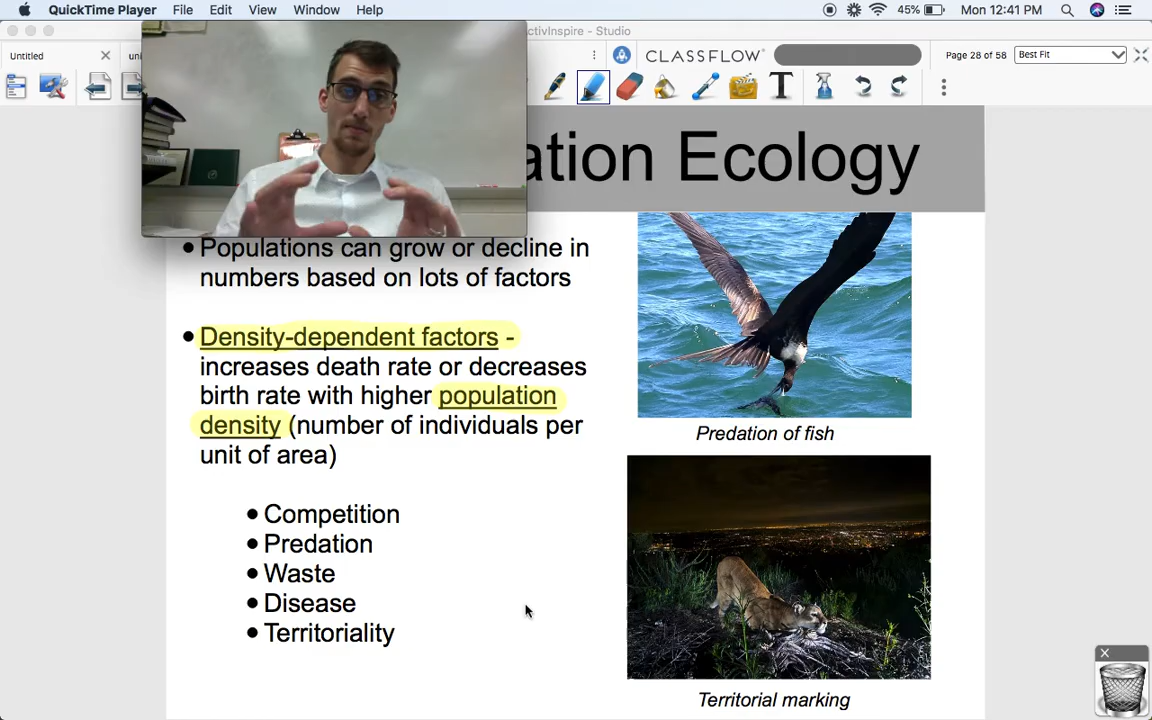 QuickTime Player File Edit View Window Help 45% Mon 12:41 PM
ActivInspire - Studio
Untitled
CLASSFLOW
Page 28 of 58 Best Fit
ation Ecology
• Populations can grow or decline in
numbers based on lots of factors
• Density-dependent factors -
increases death rate or decreases
birth rate with higher population
density (number of individuals per
unit of area)
• Competition
• Predation
• Waste
• Disease
• Territoriality
Predation of fish
Territorial marking